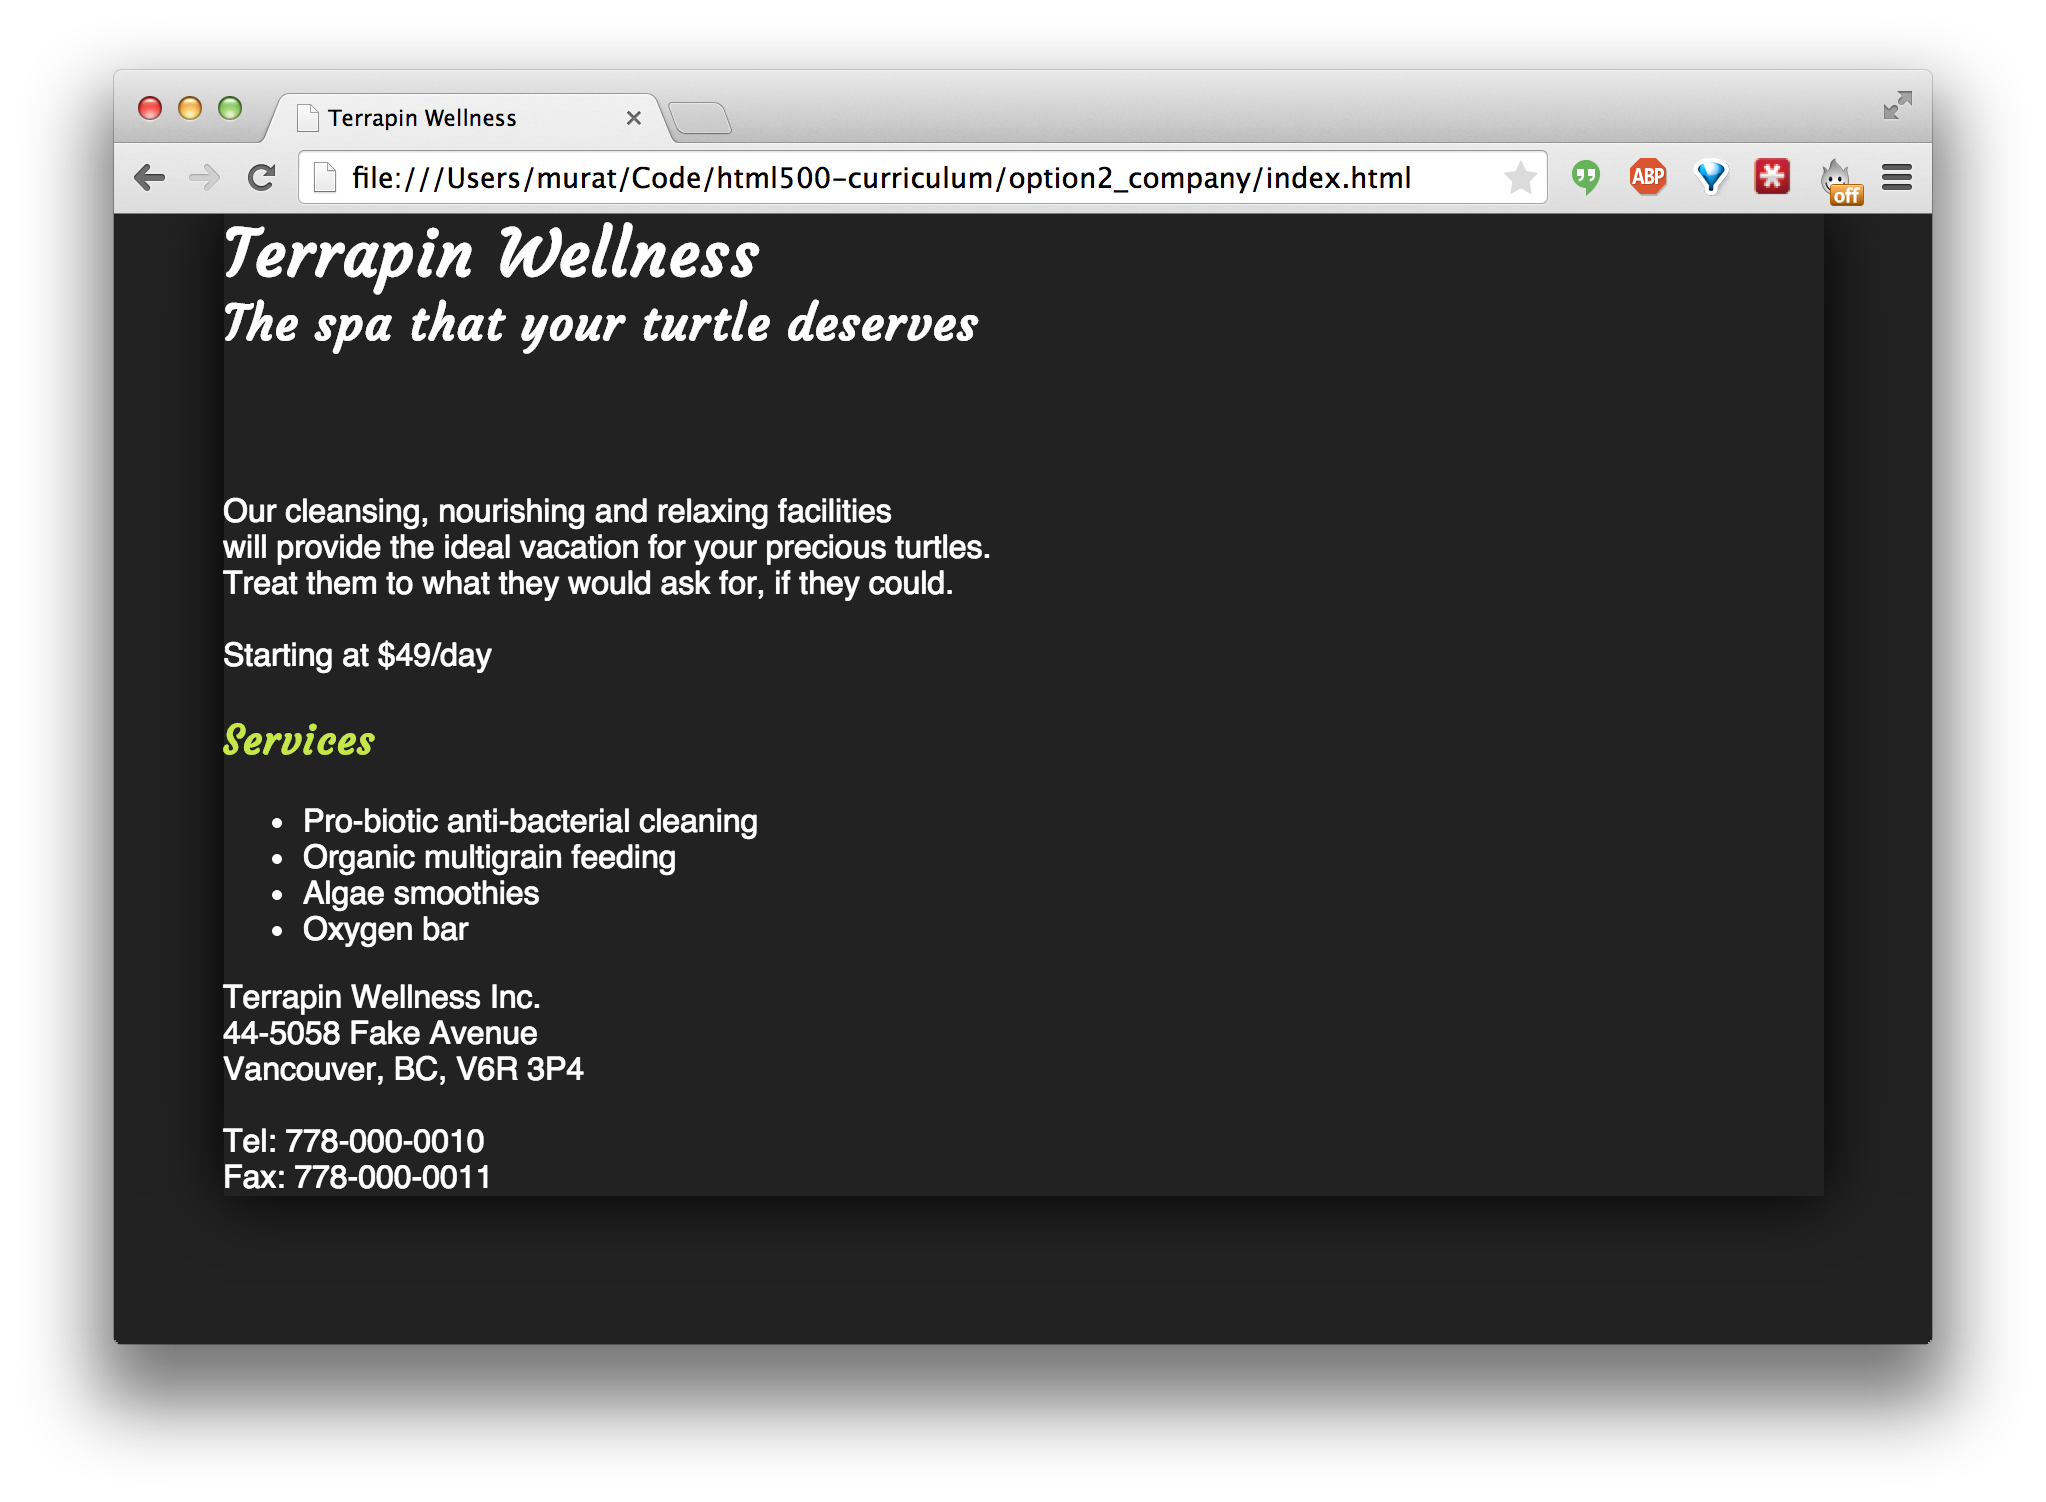 Terrapin Wellness
file:///Users/murat/Code/html500-curriculum/option2_company/index.html
ABP
off
Terrapin Wellness
The spa that your turtle deserves
Our cleansing, nourishing and relaxing facilities
will provide the ideal vacation for your precious turtles.
Treat them to what they would ask for, if they could.
Starting at $49/day
Services
• Pro-biotic anti-bacterial cleaning
• Organic multigrain feeding
• Algae smoothies
• Oxygen bar
Terrapin Wellness Inc.
44-5058 Fake Avenue
Vancouver, BC, V6R 3P4
Tel: 778-000-0010
Fax: 778-000-0011